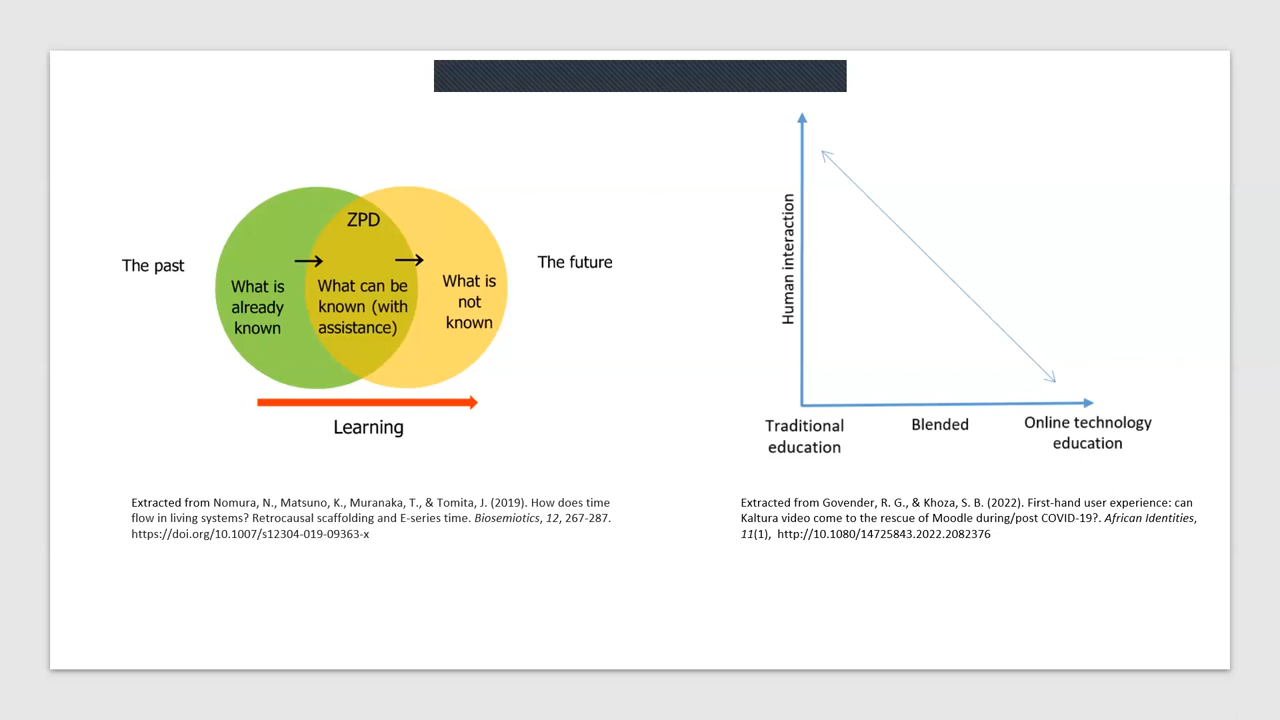 ZPD
The past
What is
already
known
What can be
known (with
assistance)
What is
not
known
The future
Learning
Extracted from Nomura, N., Matsuno, K., Muranaka, T., & Tomita, J. (2019). How does time
flow in living systems? Retrocausal scaffolding and E-series time. Biosemiotics, 12, 267-287.
https://doi.org/10.1007/s12304-019-09363-x
Human interaction
Traditional
education
Blended
Online technology
education
Extracted from Govender, R. G., & Khoza, S. B. (2022). First-hand user experience: can
Kaltura video come to the rescue of Moodle during/post COVID-19?. African Identities,
11(1), http://10.1080/14725843.2022.2082376